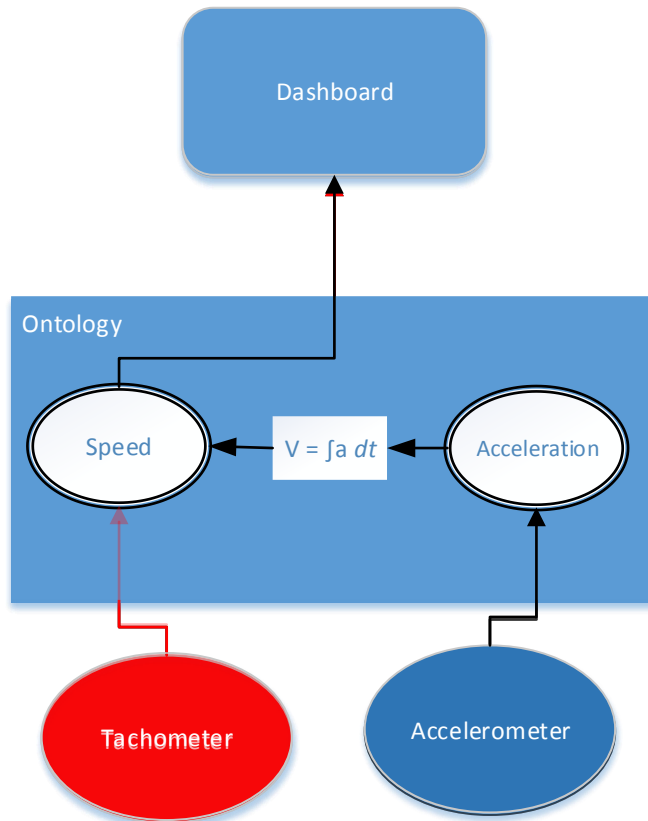 Dashboard
Ontology
Speed
V = ∫a dt
Acceleration
Tachometer
Accelerometer